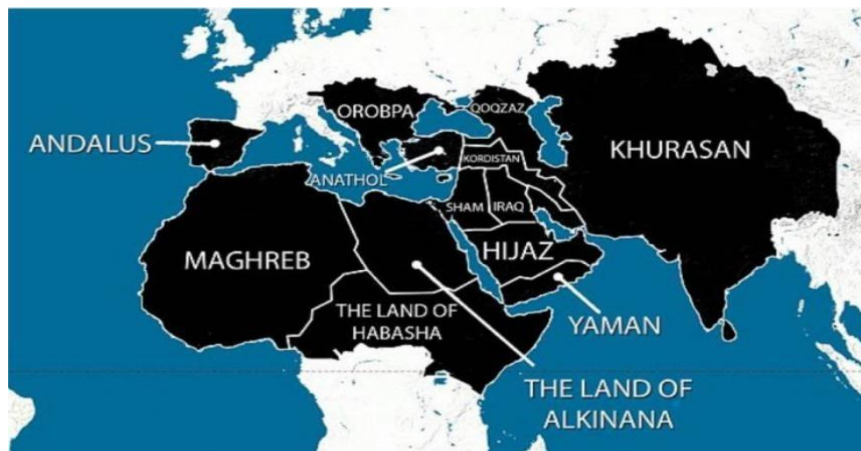 OROBPA
QOQZAZ
ANDALUS
KHURASAN
KORDISTAN
ANATHOL
SHAM
IRAQ
HIJAZ
MAGHREB
THE LAND OF
HABASHA
YAMAN
THE LAND OF
ALKINANA